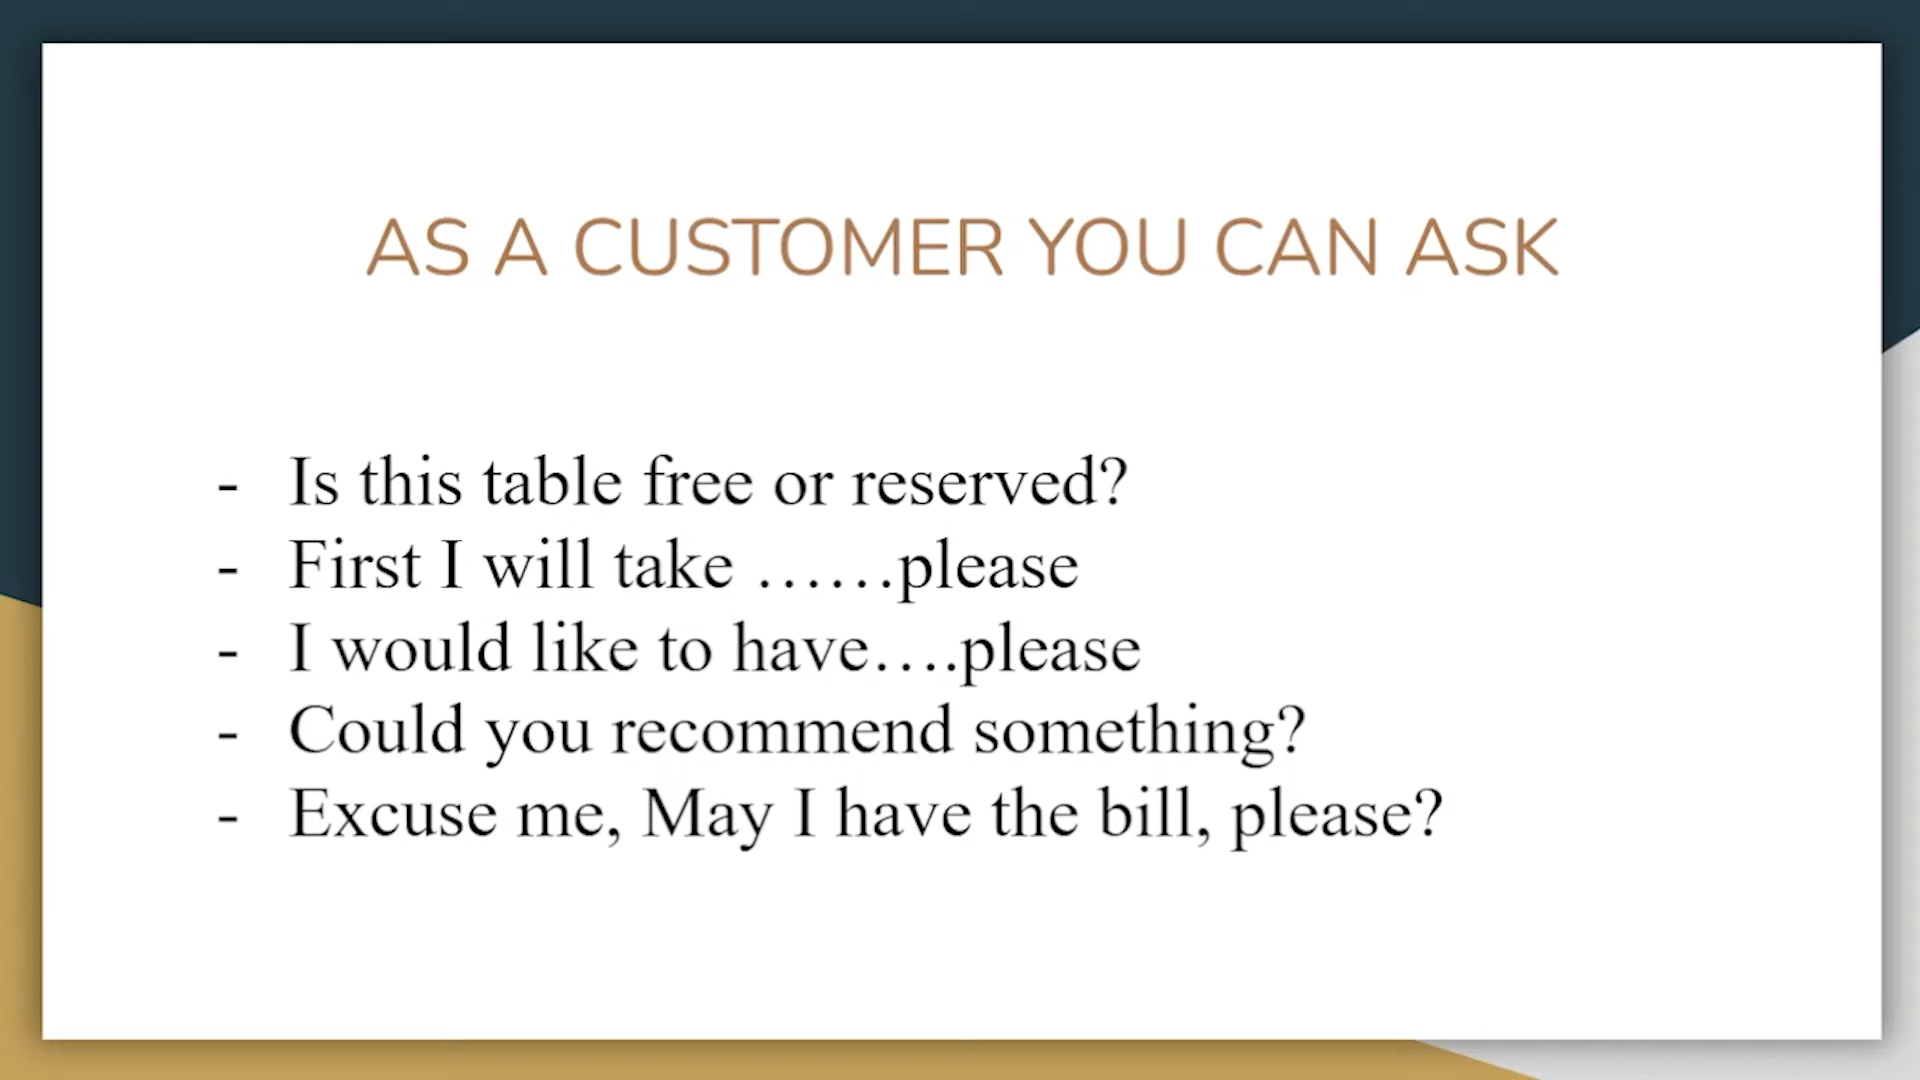 AS A CUSTOMER YOU CAN ASK
- Is this table free or reserved?
- First I will take ……please
- I would like to have….please
- Could you recommend something?
- Excuse me, May I have the bill, please?